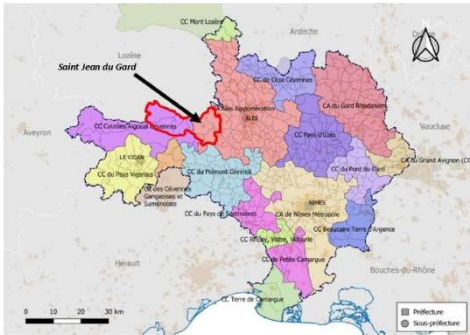 CC Mont Lozère
Ardèche
Lozère
Saint Jean du Gard
CC de Cèze Cévennes
CA Alès Agglomération
ALES
CA du Gard Rhodanien
Aveyron
CC Causses Aigoual Cévennes
CC Pays d'Uzès
Vaucluse
LE VIGAN
CC du Pays Viganais
CC du Piémont Cévenol
CC du Pont du Gard
CA du Grand Avignon (CO
CC des Cévennes
Gangeoises et
Suménoises
NIMES
CC du Pays de Sommières
CA de Nîmes Métropole
CC Beaucaire Terre d'Argence
CC Rhôny, Vistre, Vidourle
Hérault
CC de Petite Camargue
Bouches-du-Rhône
CC Terre de Camargue
Préfecture
Sous-préfecture
0 10 20 30 km